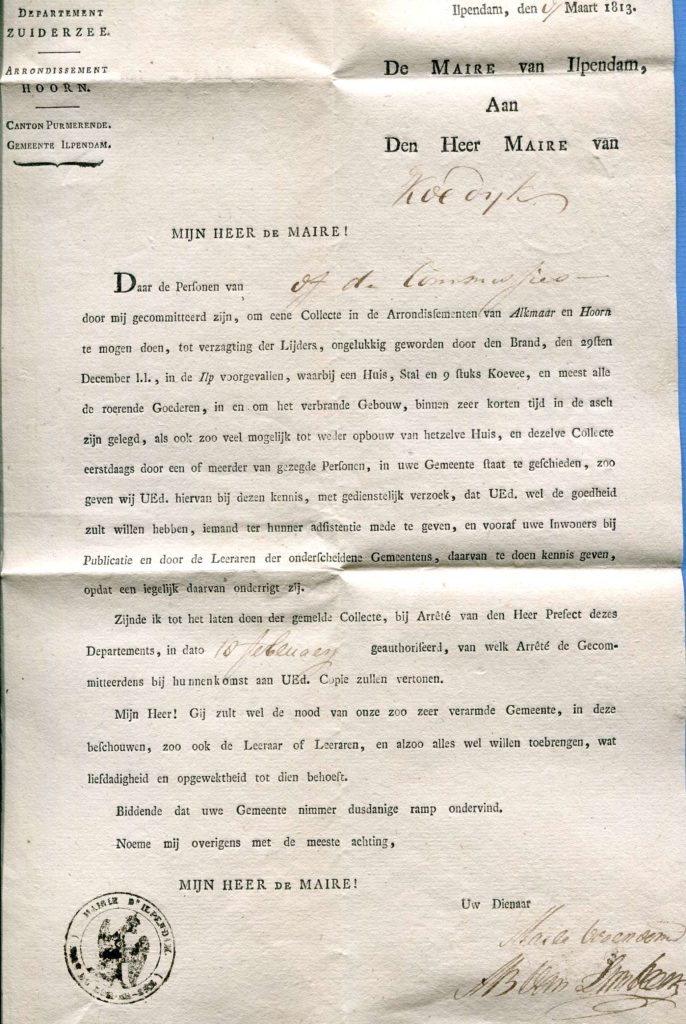 DEPARTEMENT
ZUIDERZEE.
ARRONDISSEMENT
HOORN.
CANTON PURMERENDE.
GEMEENTE ILPENDAM.
Ilpendam, den Maart 1813.
De MAIRE van Ilpendam,
Aan
Den Heer MAIRE van
Koedyk
MIJN HEER DE MAIRE!
Daar de Perſonen van of de Commisſies
door mij gecommitteerd zijn, om eene Collecte in de Arrondisſementen van Alkmaar en Hoorn
te mogen doen, tot verzagting der Lijders, ongelukkig geworden door den Brand, den 29ſten
December l.l., in de Ilp voorgevallen, waarbij een Huis, Stal en 9 ſtuks Koevee, en meest alle
de roerende Goederen, in en om het verbrande Gebouw, binnen zeer korten tijd in de asch
zijn gelegd, als ook zoo veel mogelijk tot weder opbouw van hetzelve Huis, en dezelve Collecte
eerstdaags door een of meerder van gezegde Perſonen, in uwe Gemeente ſtaat te geſchieden, zoo
geven wij UEd. hiervan bij dezen kennis, met gedienstelijk verzoek, dat UEd. wel de goedheid
zult willen hebben, iemand ter hunner adſistentie mede te geven, en vooraf uwe Inwoners bij
Publicatie en door de Leeraren der onderſcheidene Gemeentens, daarvan te doen kennis geven,
opdat een iegelijk daarvan onderrigt zij.
Zijnde ik tot het laten doen der gemelde Collecte, bij Arrêté van den Heer Prefect dezes
Departements, in dato 10 february geauthoriſeerd, van welk Arrêté de Gecom-
mitteerdens bij hunnen komst aan UEd. Copie zullen vertonen.
Mijn Heer! Gij zult wel de nood van onze zoo zeer verarmde Gemeente, in deze
beſchouwen, zoo ook de Leeraar of Leeraren, en alzoo alles wel willen toebrengen, wat
liefdadigheid en opgewektheid tot dien behoeft.
Biddende dat uwe Gemeente nimmer dusdanige ramp ondervind.
Noeme mij overigens met de meeste achting,
MIJN HEER DE MAIRE!
Uw Dienaar
MAIRIE D'ILPENDAM